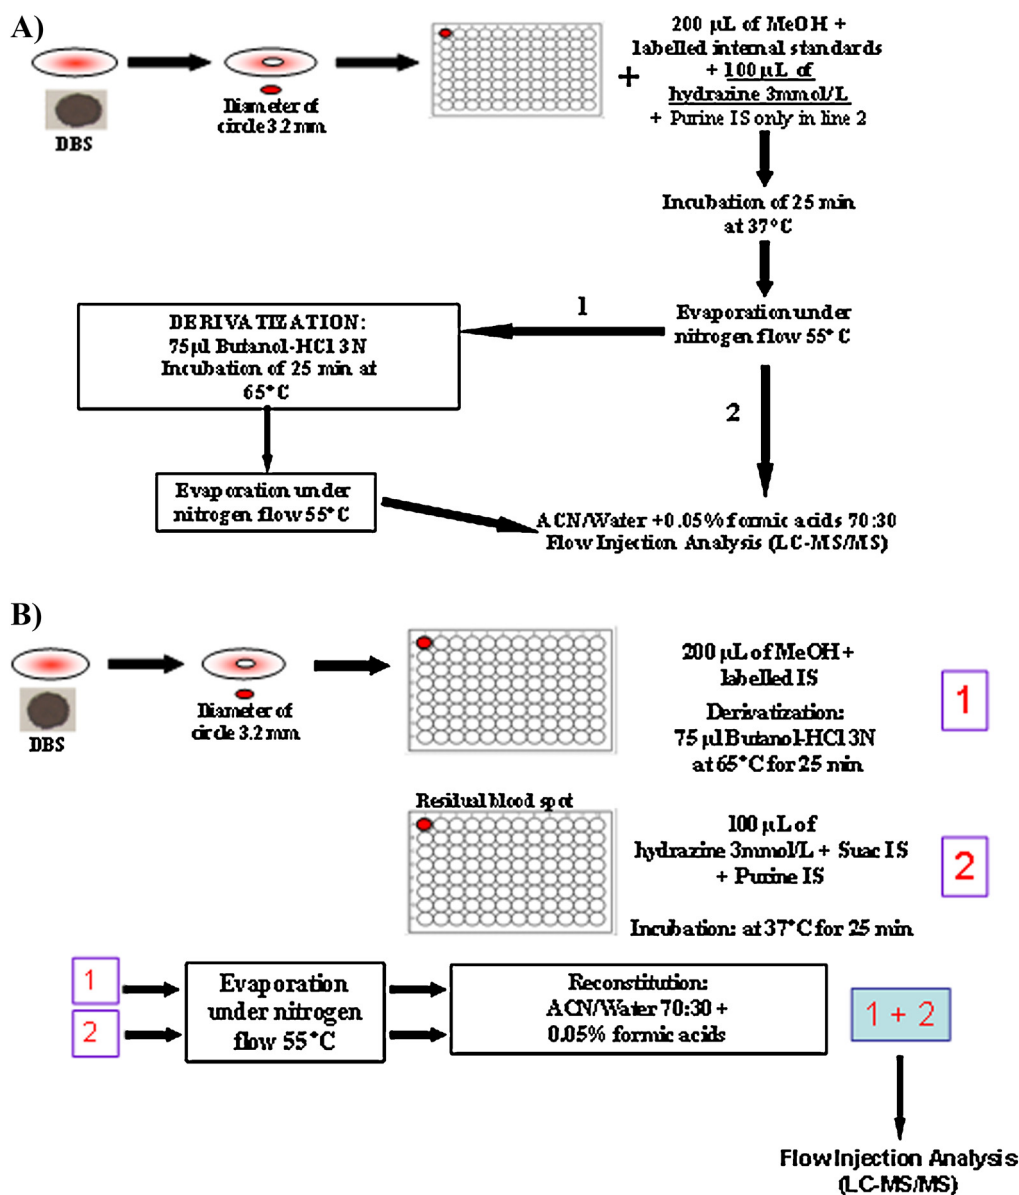 A)
DBS
Diameter of
circle 3.2 mm
+
200 µL of MeOH +
labelled internal standards
+ 100 µL of
hydrazine 3mmol/L
+ Purine IS only in line 2
Incubation of 25 min
at 37°C
Evaporation under
nitrogen flow 55°C
1
DERIVATIZATION:
75µl Butanol-HCl 3N
Incubation of 25 min at
65°C
2
Evaporation under
nitrogen flow 55°C
ACN/Water +0.05% formic acids 70:30
Flow Injection Analysis (LC-MS/MS)
B)
DBS
Diameter of
circle 3.2 mm
200 µL of MeOH +
labelled IS
Derivatization:
75 µl Butanol-HCl 3N
at 65°C for 25 min
1
Residual blood spot
100 µL of
hydrazine 3mmol/L + Suac IS
+ Purine IS
Incubation: at 37°C for 25 min
2
1
2
Evaporation
under nitrogen
flow 55°C
Reconstitution:
ACN/Water 70:30 +
0.05% formic acids
1 + 2
Flow Injection Analysis
(LC-MS/MS)